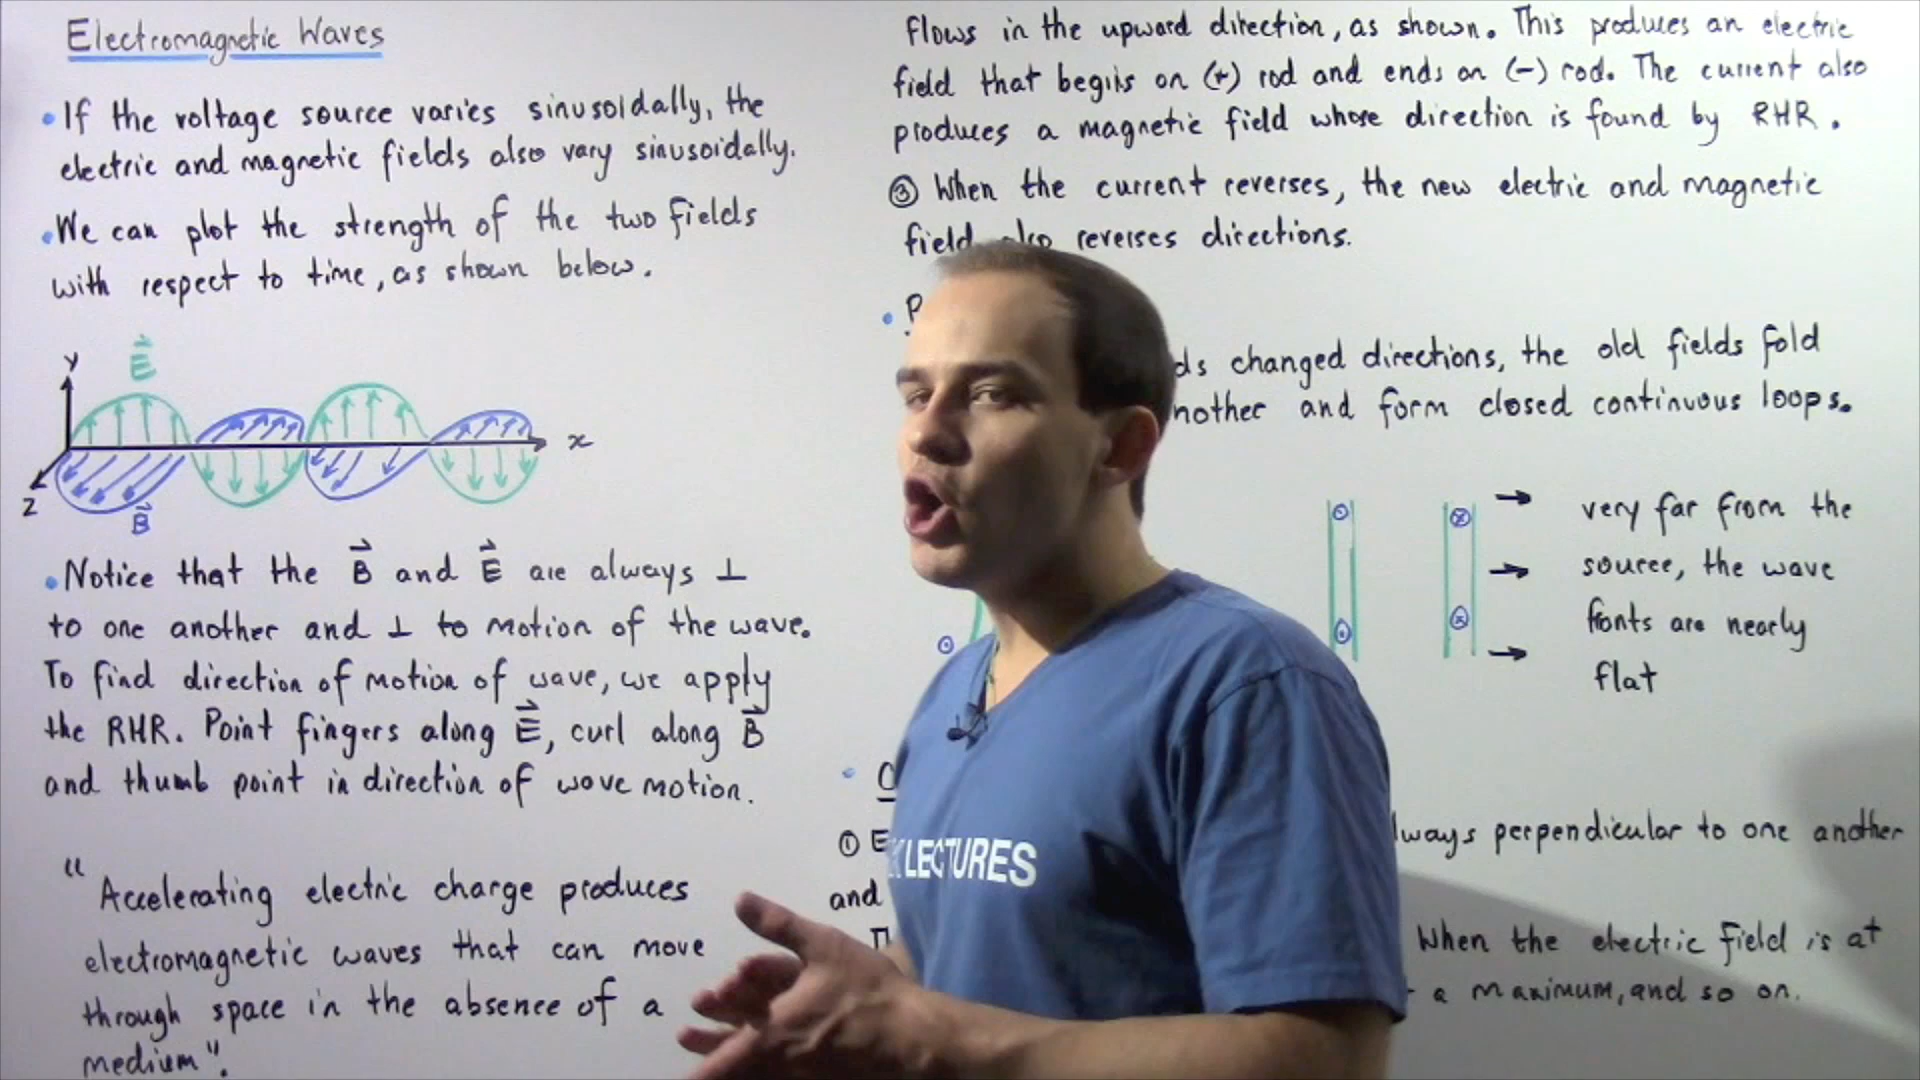 Electromagnetic Waves
• If the voltage source varies sinusoidally, the
electric and magnetic fields also vary sinusoidally.
• We can plot the strength of the two fields
with respect to time, as shown below.
y
E
x
z
B
• Notice that the B and E are always ⊥
to one another and ⊥ to motion of the wave.
To find direction of motion of wave, we apply
the RHR. Point fingers along E, curl along B
and thumb point in direction of wave motion.
"Accelerating electric charge produces
electromagnetic waves that can move
through space in the absence of a
medium".
flows in the upward direction, as shown. This produces an electric
field that begins on (+) rod and ends on (-) rod. The current also
produces a magnetic field whose direction is found by RHR.
③ When the current reverses, the new electric and magnetic
field also reverses directions.
changed directions, the old fields fold
and form closed continuous loops.
very far from the
source, the wave
fronts are nearly
flat
①
perpendicular to one another
and
When the electric field is at
a maximum, and so on.
LECTURES